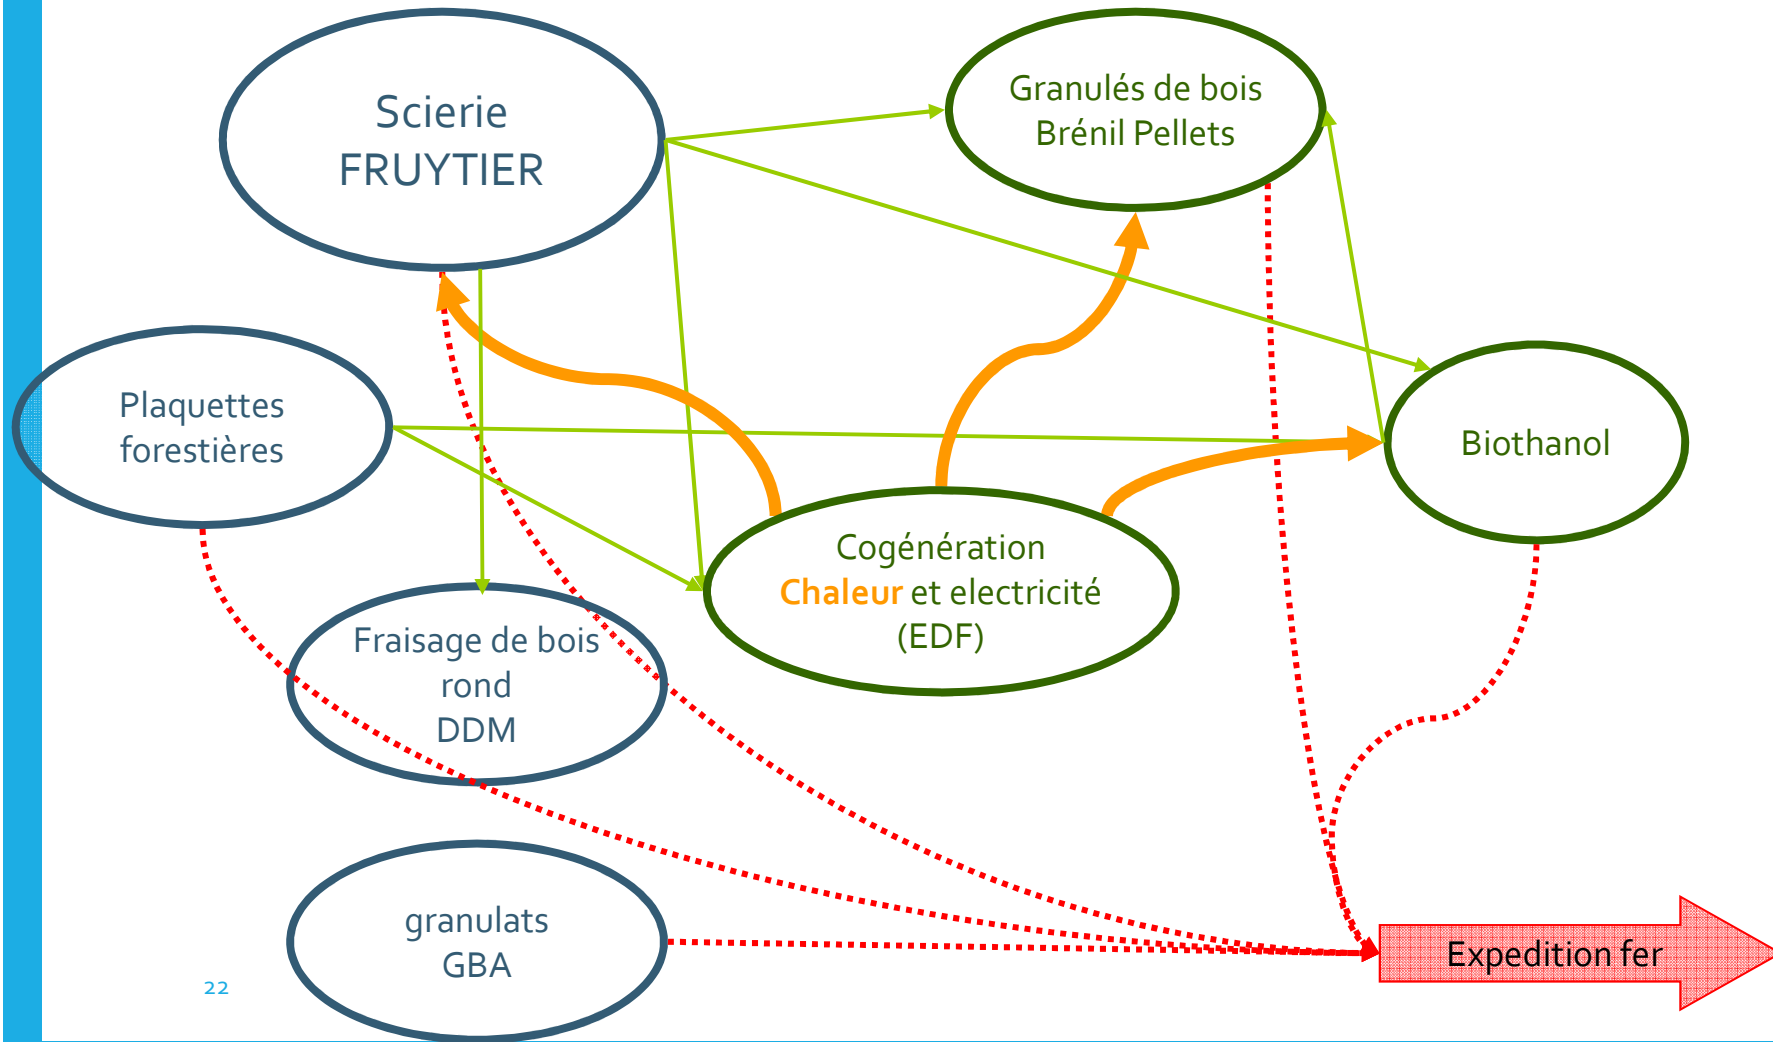 Scierie
FRUYTIER
Granulés de bois
Brénil Pellets
Plaquettes
forestières
Biothanol
Cogénération
Chaleur et electricité
(EDF)
Fraisage de bois
rond
DDM
granulats
GBA
Expedition fer
22